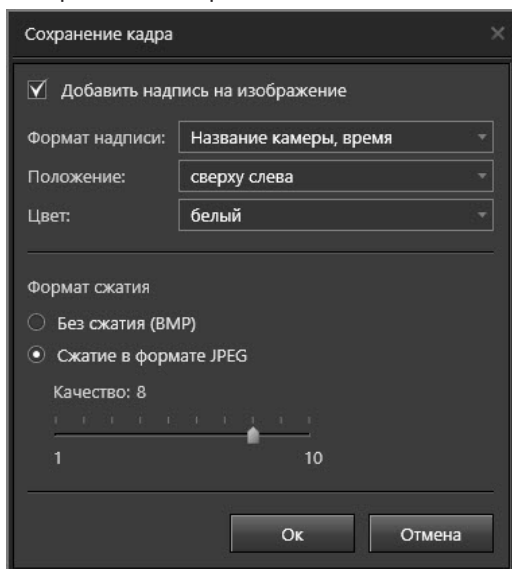 Сохранение кадра
Добавить надпись на изображение
Формат надписи: Название камеры, время
Положение: сверху слева
Цвет: белый
Формат сжатия
Без сжатия (BMP)
Сжатие в формате JPEG
Качество: 8
1 10
Ок Отмена